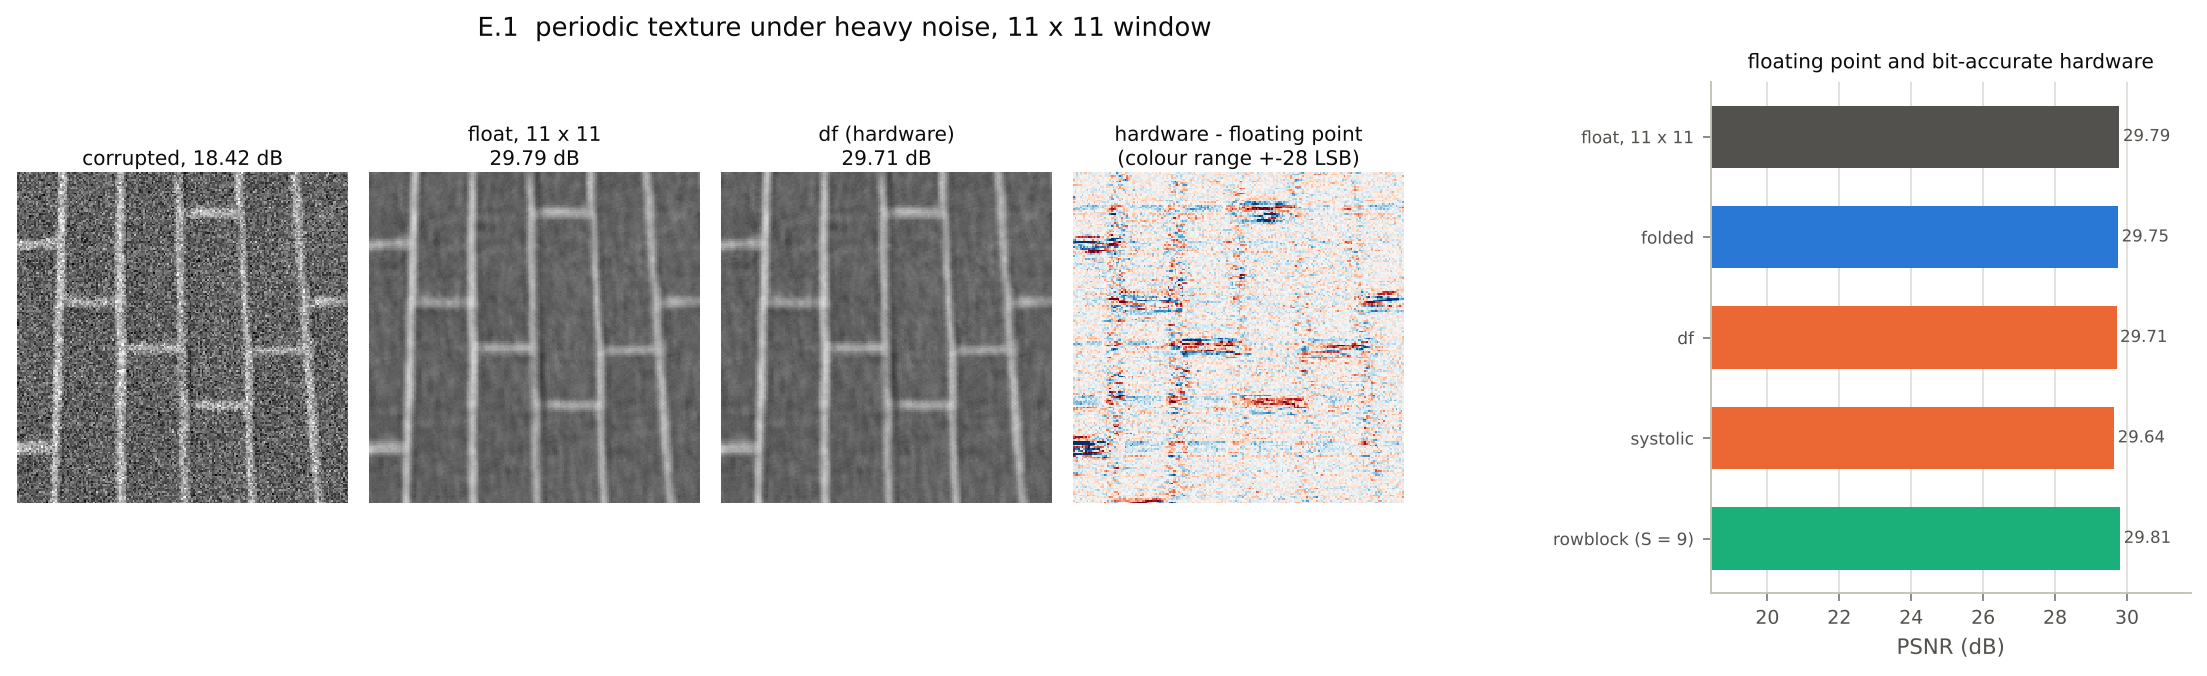 E.1  periodic texture under heavy noise, 11 x 11 window
corrupted, 18.42 dB
float, 11 x 11
29.79 dB
df (hardware)
29.71 dB
hardware - floating point
(colour range +-28 LSB)
floating point and bit-accurate hardware
float, 11 x 11
29.79
folded
29.75
df
29.71
systolic
29.64
rowblock (S = 9)
29.81
20 22 24 26 28 30
PSNR (dB)